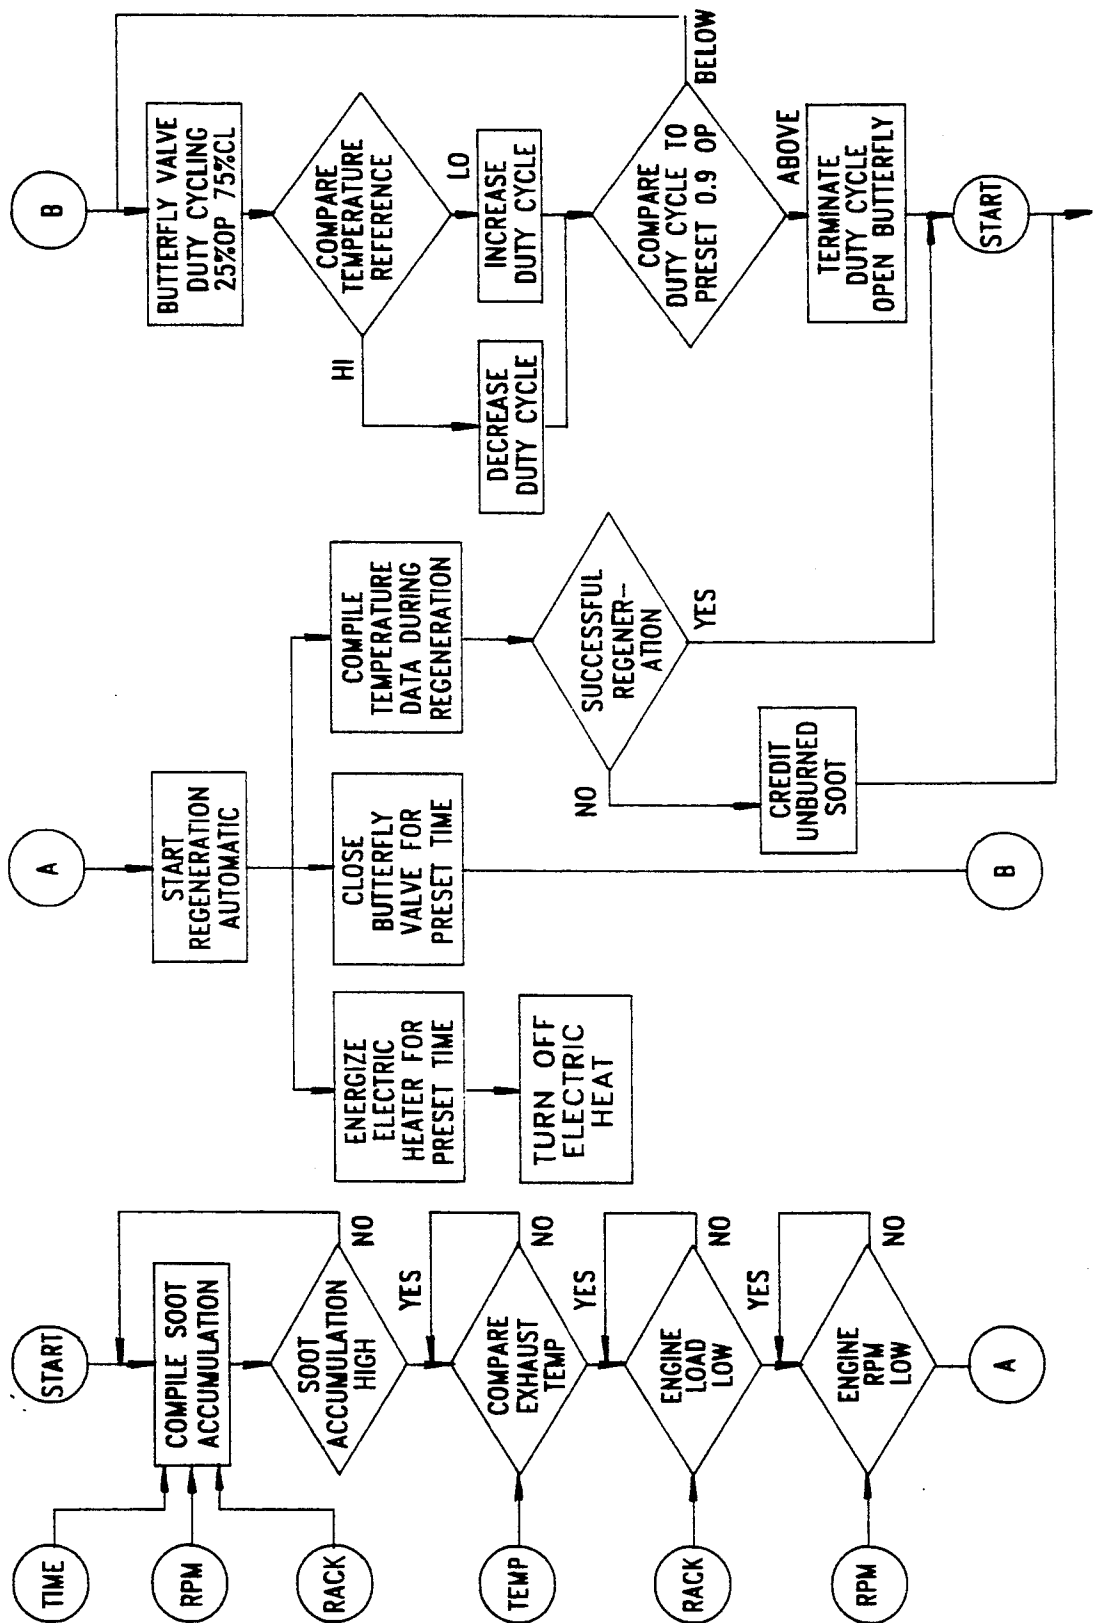 START
TIME
RPM
RACK
COMPILE SOOT
ACCUMULATION
SOOT
ACCUMULATION
HIGH
NO
YES
TEMP
COMPARE
EXHAUST
TEMP
NO
YES
RACK
ENGINE
LOAD
LOW
NO
YES
RPM
ENGINE
RPM
LOW
NO
A
A
START
REGENERATION
AUTOMATIC
ENERGIZE
ELECTRIC
HEATER FOR
PRESET TIME
TURN OFF
ELECTRIC
HEAT
CLOSE
BUTTERFLY
VALVE FOR
PRESET TIME
B
COMPILE
TEMPERATURE
DATA DURING
REGENERATION
SUCCESSFUL
REGENER-
ATION
NO
YES
CREDIT
UNBURNED
SOOT
B
BUTTERFLY VALVE
DUTY CYCLING
25%OP 75%CL
COMPARE
TEMPERATURE
REFERENCE
HI
LO
DECREASE
DUTY CYCLE
INCREASE
DUTY CYCLE
COMPARE
DUTY CYCLE TO
PRESET 0.9 OP
BELOW
ABOVE
TERMINATE
DUTY CYCLE
OPEN BUTTERFLY
START